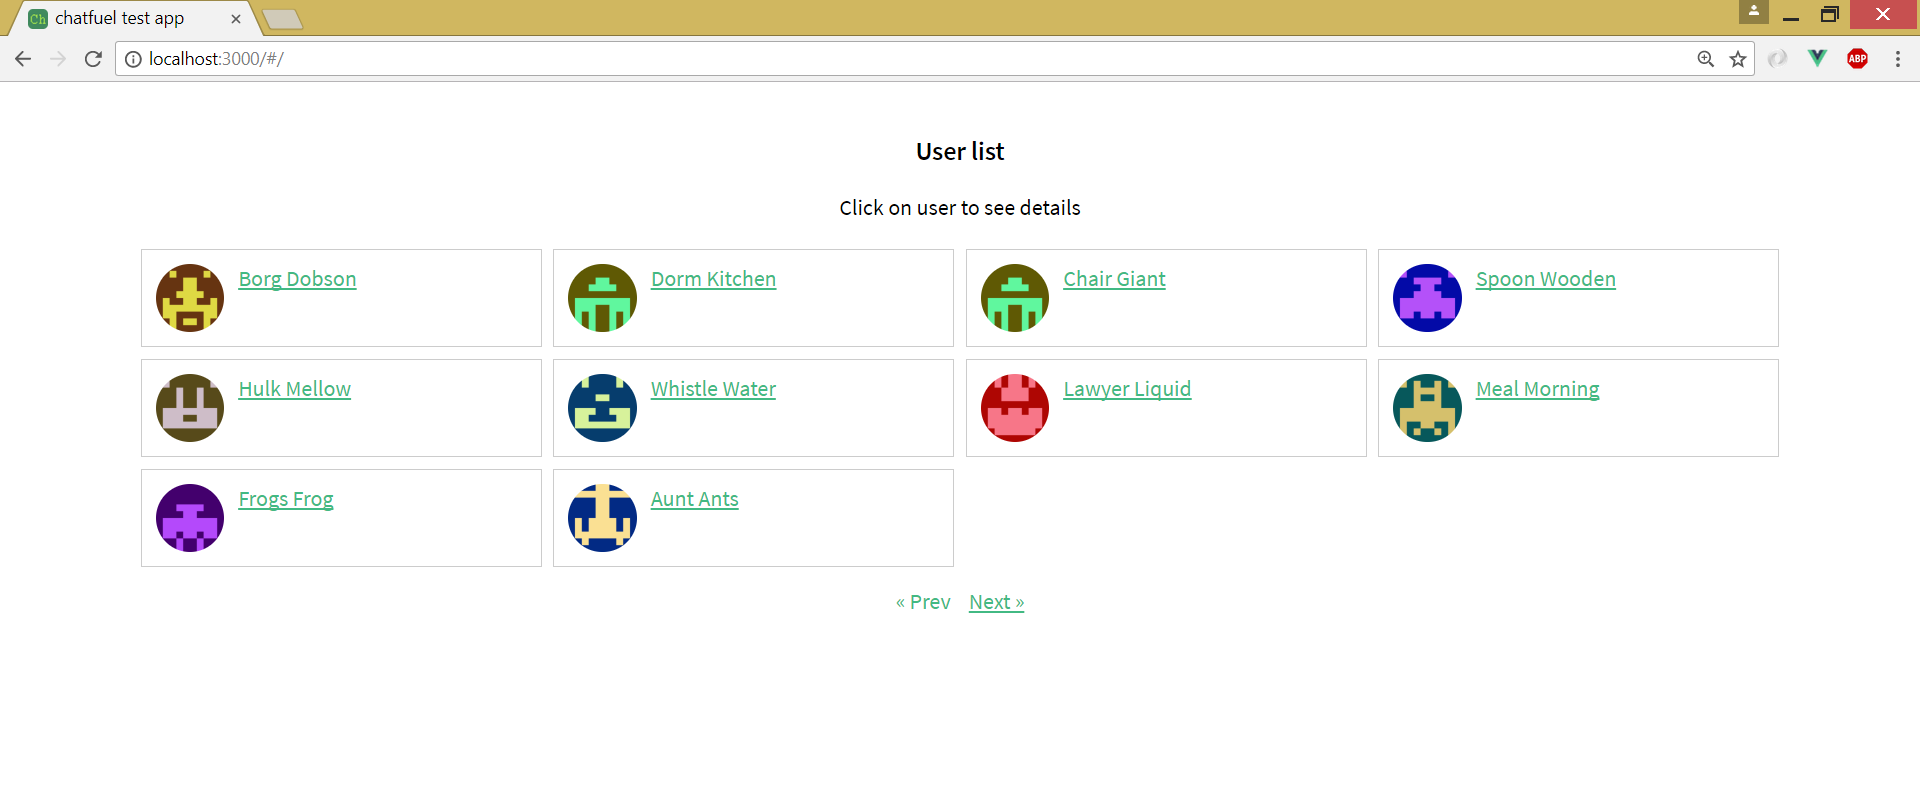 Ch chatfuel test app
localhost:3000/#/
ABP
User list
Click on user to see details
Borg Dobson
Dorm Kitchen
Chair Giant
Spoon Wooden
Hulk Mellow
Whistle Water
Lawyer Liquid
Meal Morning
Frogs Frog
Aunt Ants
« Prev Next »